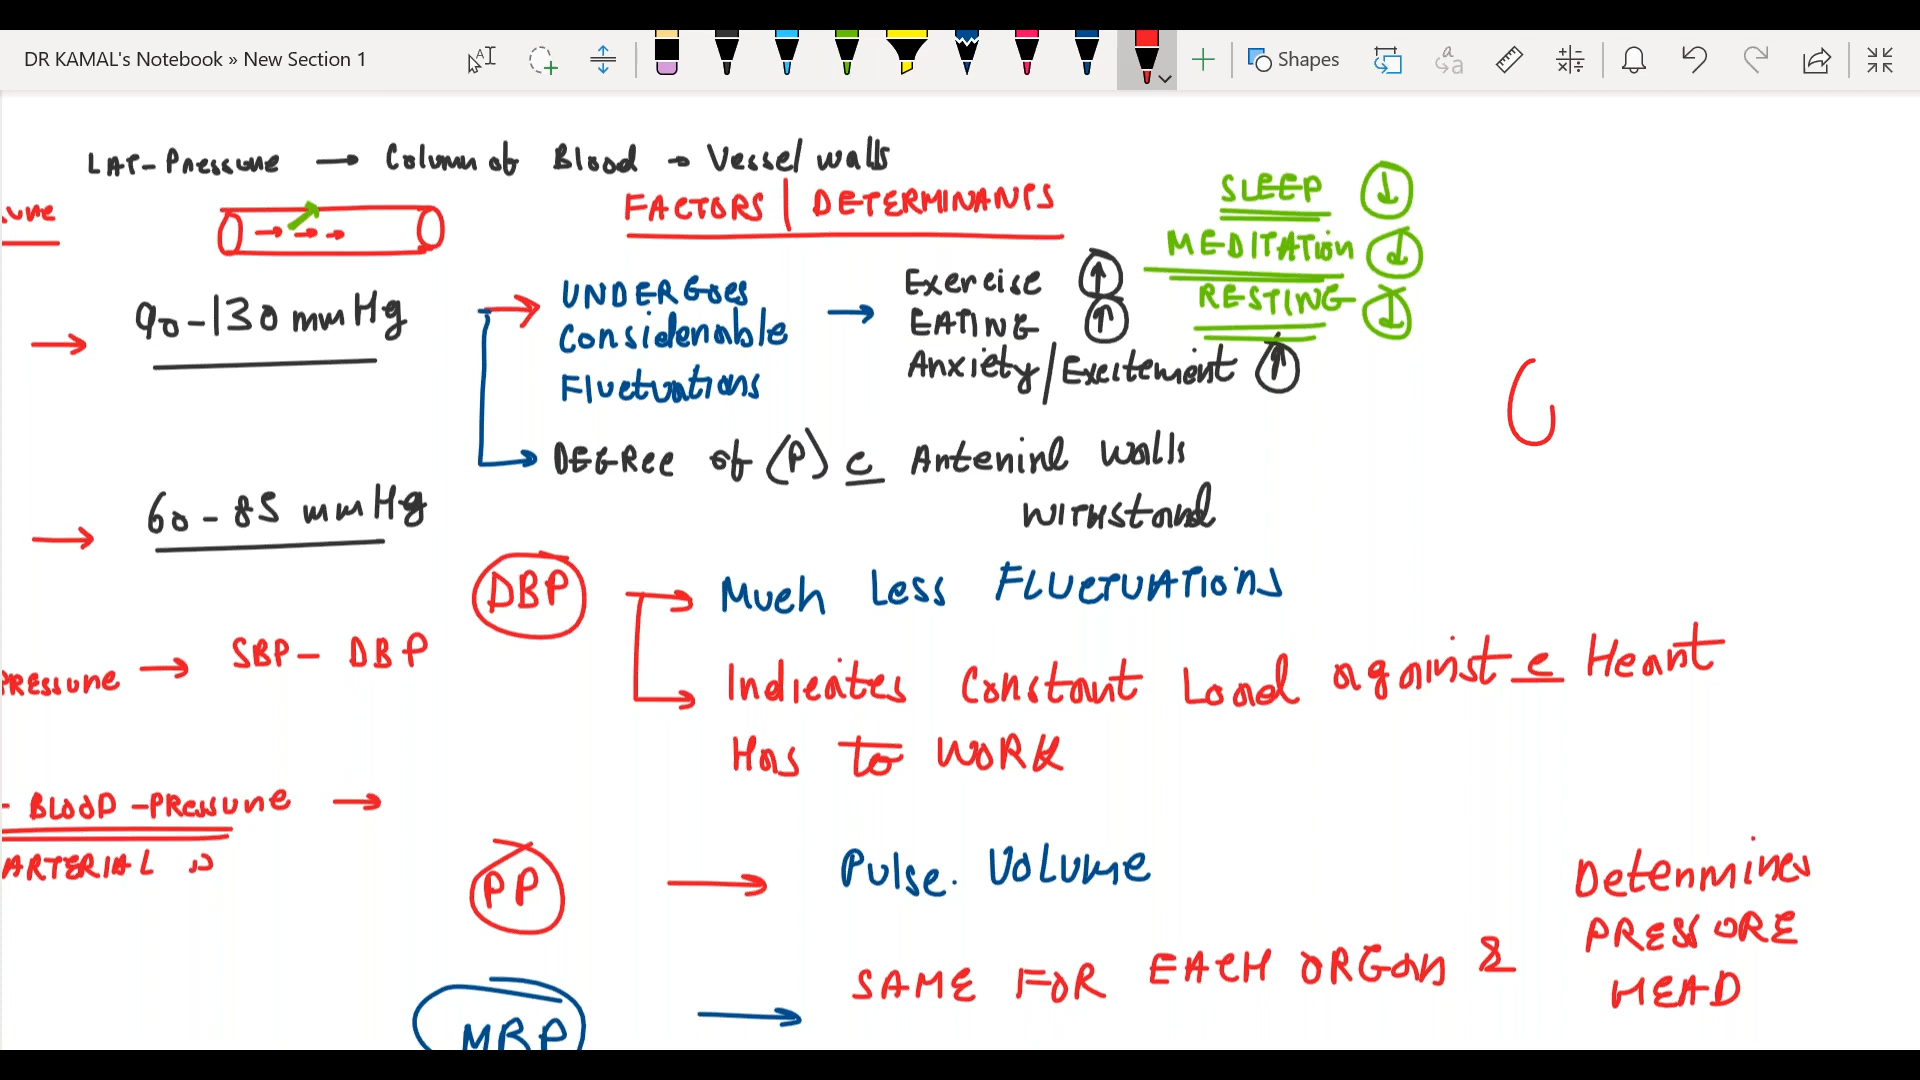 DR KAMAL's Notebook » New Section 1
Shapes
LAT-Pressure → Column of Blood → Vessel walls
ure
FACTORS | DETERMINANTS
SLEEP ↓
MEDITATION ↓
RESTING ↓
→ 90-130 mmHg
→ UNDERGOES Considerable Fluctuations →
Exercise ↑
EATING ↑
Anxiety/Excitement ↑
→ DEGREE of (P) c Arterial walls
withstand
→ 60-85 mmHg
DBP → Much Less FLUCTUATIONS
→ Indicates Constant Load against c Heart
Has to WORK
PRESSURE → SBP - DBP
- BLOOD - PRESSURE →
ARTERIAL
PP → Pulse. Volume
MBP → SAME FOR EACH ORGAN &
Determines
PRESSURE
HEAD